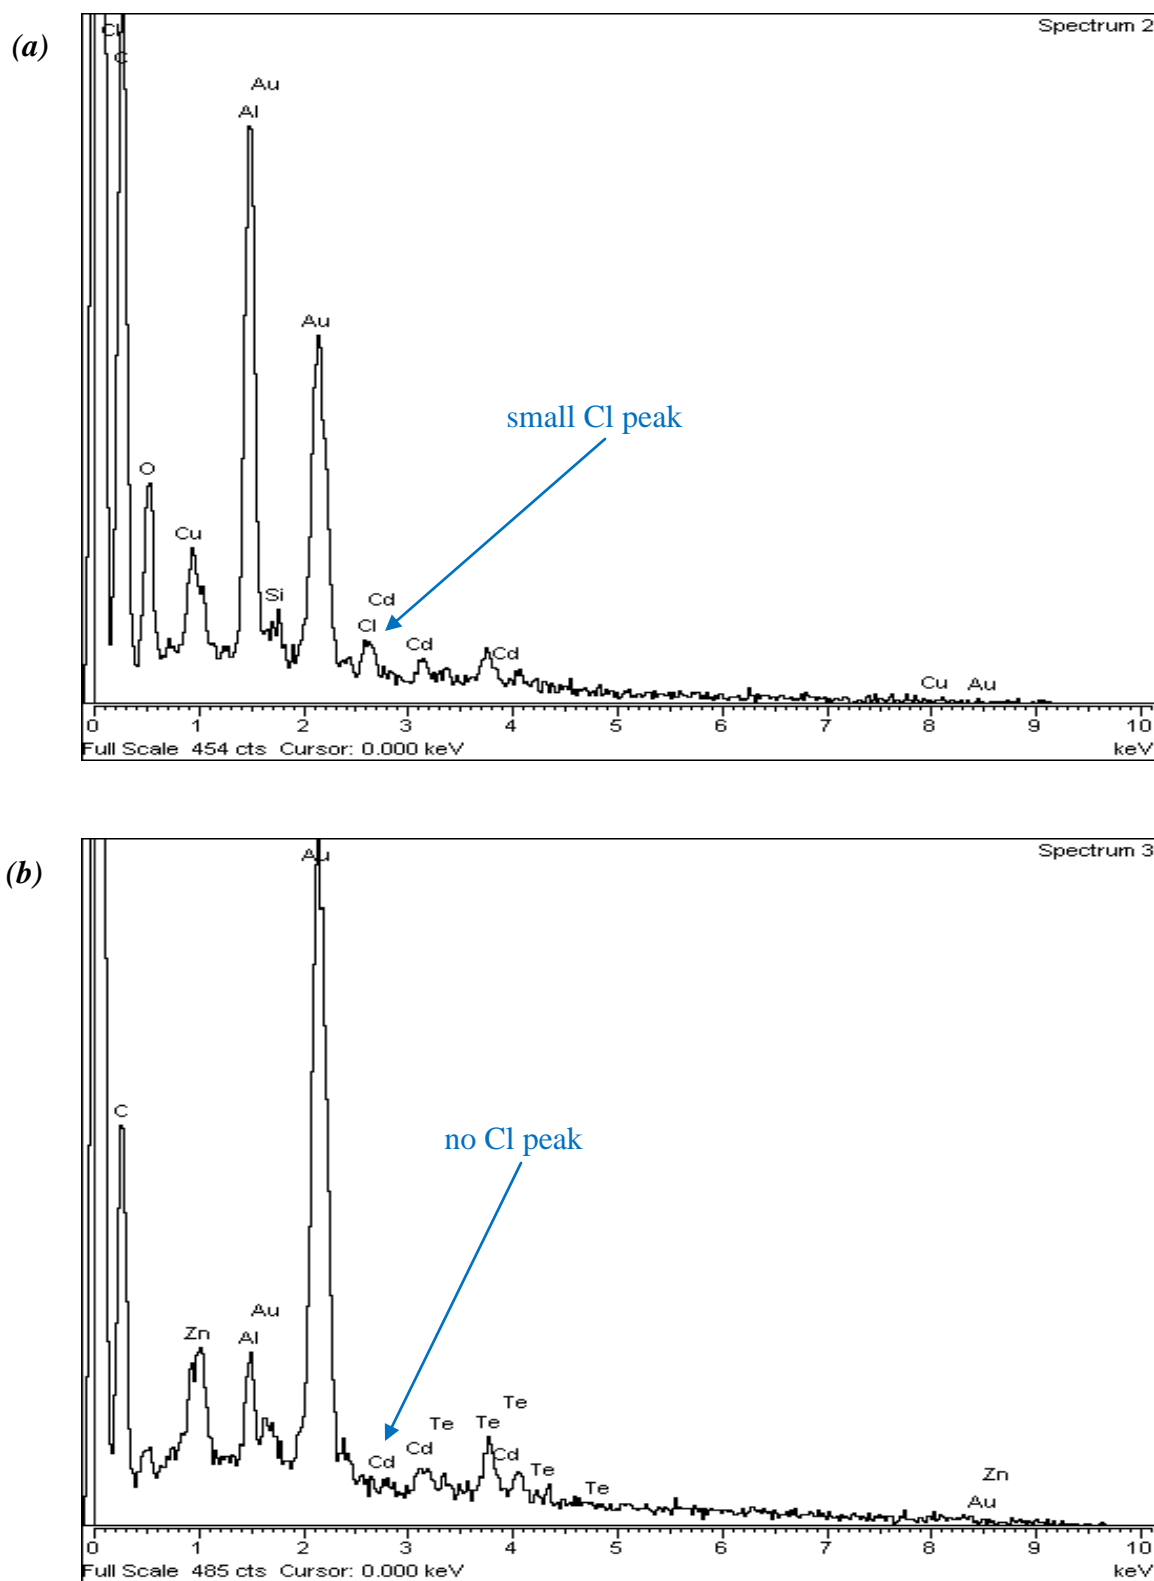 (a)
Spectrum 2
Cu
C
Au
Al
Au
small Cl peak
O
Cu
Si
Cd
Cl
Cd
Cd
Cu
Au
0 1 2 3 4 5 6 7 8 9 10
Full Scale 454 cts Cursor: 0.000 keV
keV
(b)
Spectrum 3
Au
C
no Cl peak
Au
Zn
Al
Te
Te
Te
Cd
Cd
Cd
Te
Te
Zn
Au
0 1 2 3 4 5 6 7 8 9 10
Full Scale 485 cts Cursor: 0.000 keV
keV